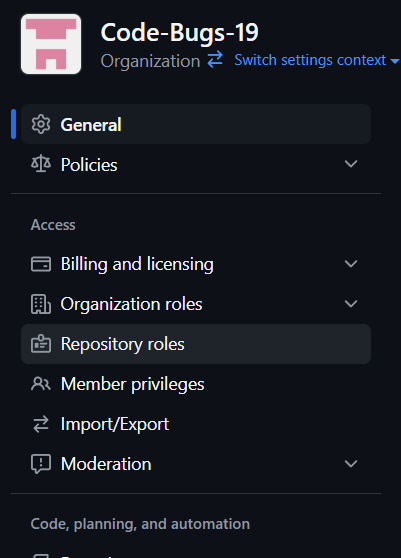 Code-Bugs-19
Organization Switch settings context
General
Policies
Access
Billing and licensing
Organization roles
Repository roles
Member privileges
Import/Export
Moderation
Code, planning, and automation